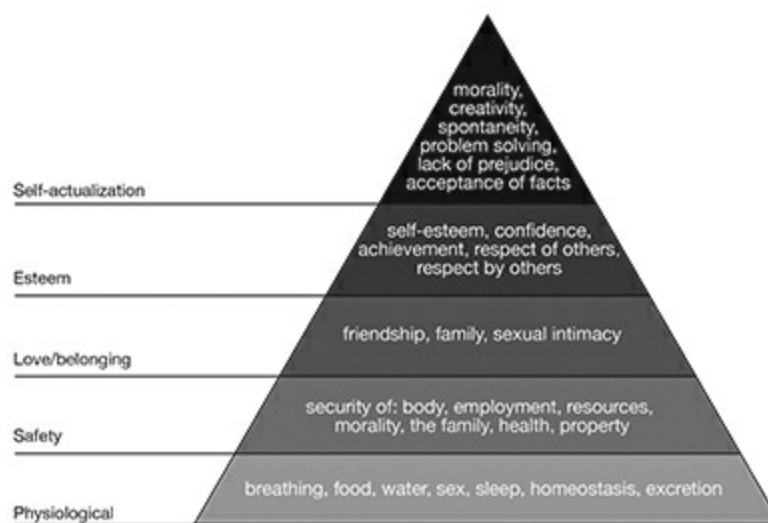 morality,
creativity,
spontaneity,
problem solving,
lack of prejudice,
acceptance of facts
Self-actualization
self-esteem, confidence,
achievement, respect of others,
respect by others
Esteem
friendship, family, sexual intimacy
Love/belonging
security of: body, employment, resources,
morality, the family, health, property
Safety
breathing, food, water, sex, sleep, homeostasis, excretion
Physiological